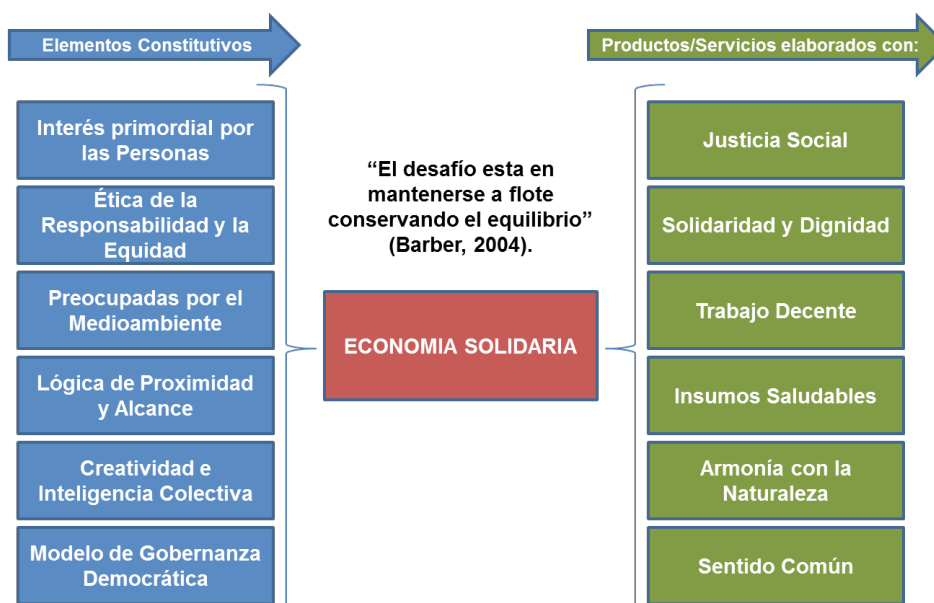 Elementos Constitutivos
Productos/Servicios elaborados con:
Interés primordial por
las Personas
Ética de la
Responsabilidad y la
Equidad
Preocupadas por el
Medioambiente
Lógica de Proximidad
y Alcance
Creatividad e
Inteligencia Colectiva
Modelo de Gobernanza
Democrática
“El desafío esta en
mantenerse a flote
conservando el equilibrio”
(Barber, 2004).
ECONOMIA SOLIDARIA
Justicia Social
Solidaridad y Dignidad
Trabajo Decente
Insumos Saludables
Armonía con la
Naturaleza
Sentido Común